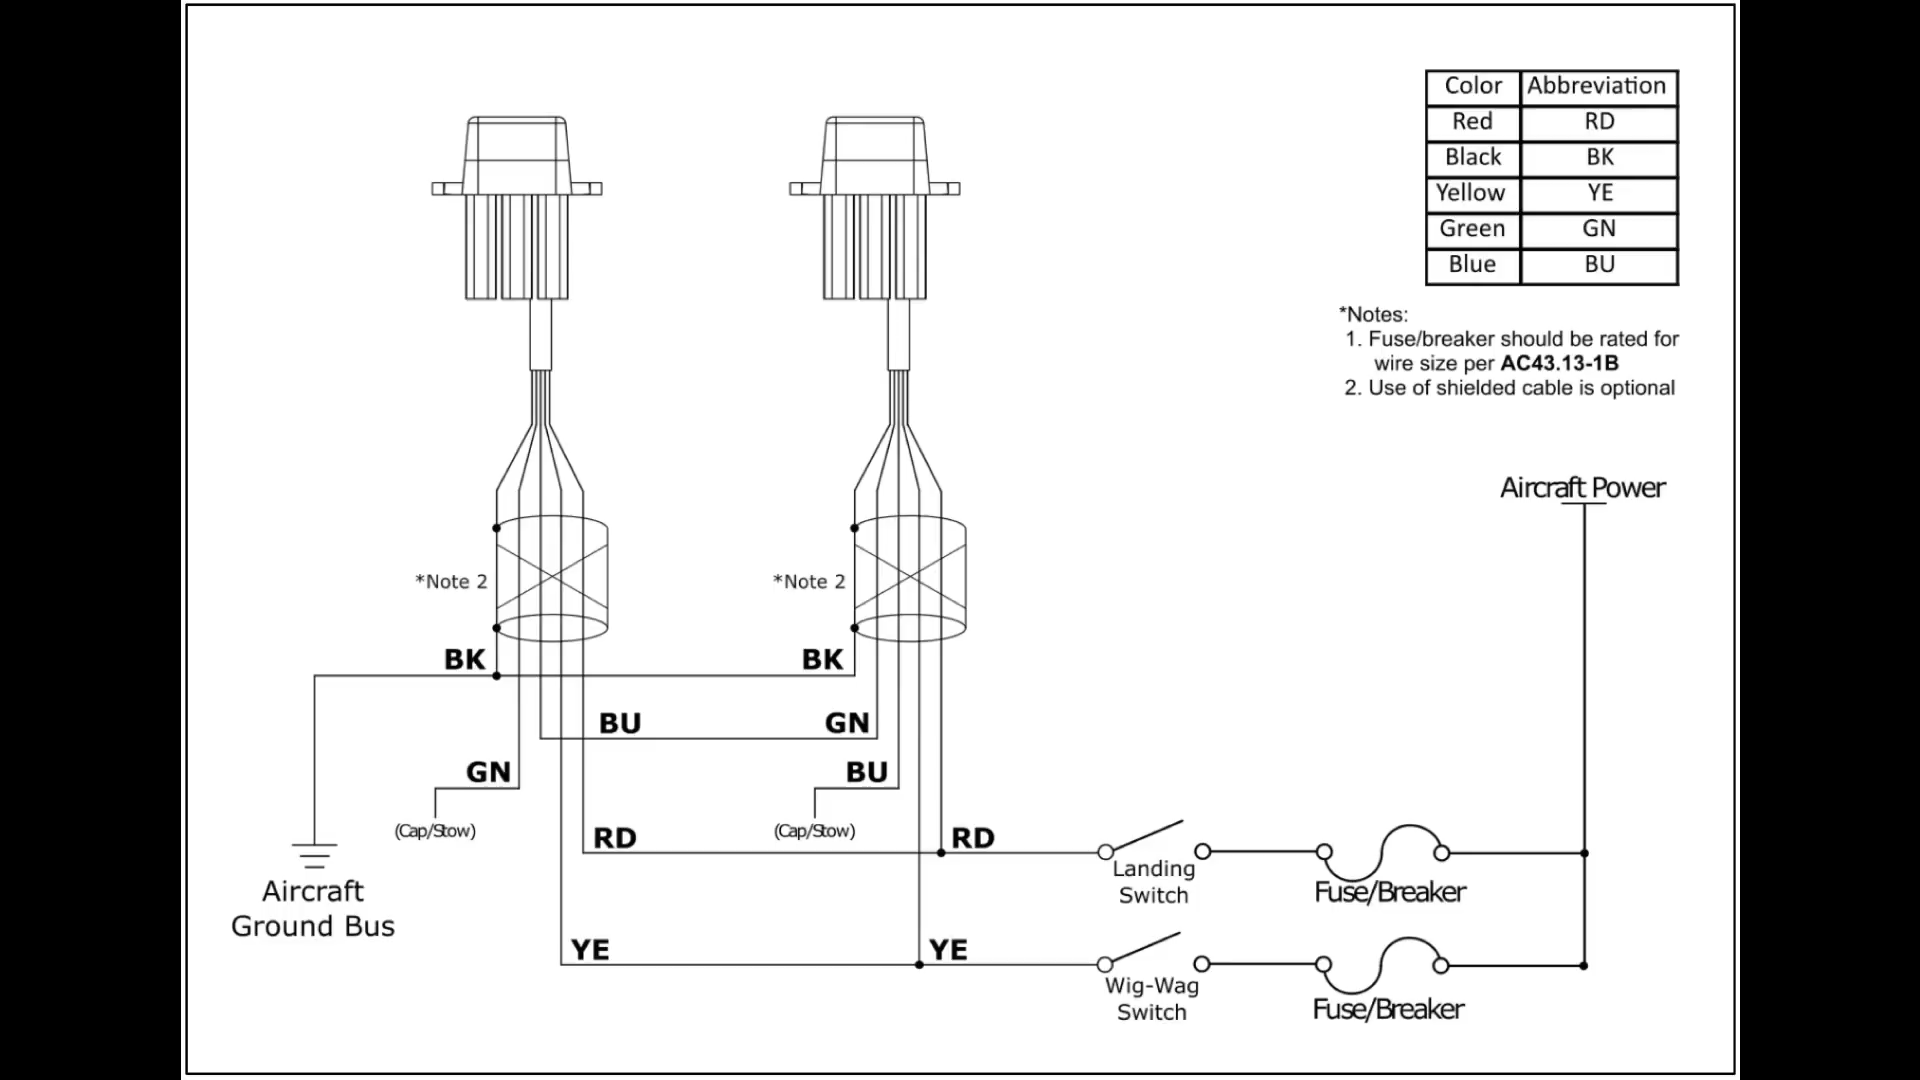 Color Abbreviation
Red RD
Black BK
Yellow YE
Green GN
Blue BU
*Notes:
1. Fuse/breaker should be rated for
wire size per AC43.13-1B
2. Use of shielded cable is optional
Aircraft Power
*Note 2
*Note 2
BK
BK
BU
GN
GN
BU
(Cap/Stow)
(Cap/Stow)
RD
RD
Landing
Switch
Fuse/Breaker
Aircraft
Ground Bus
YE
YE
Wig-Wag
Switch
Fuse/Breaker